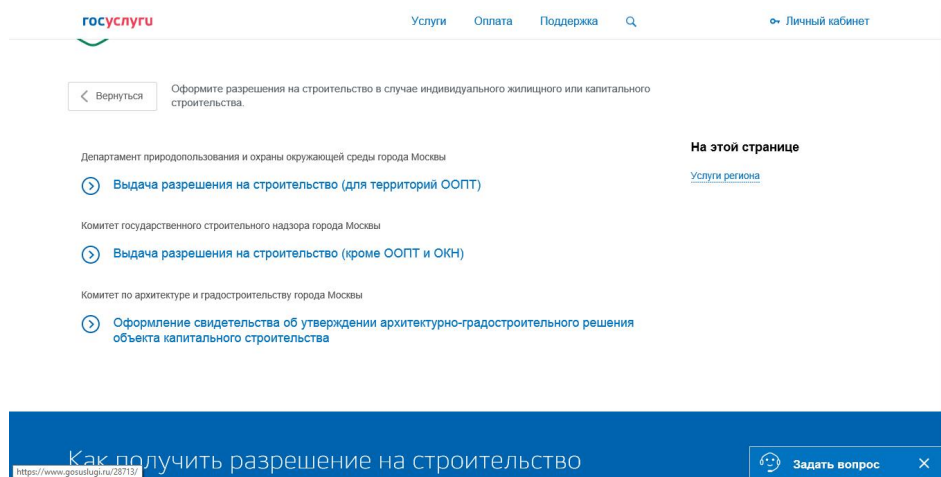 госуслуги
Услуги Оплата Поддержка Личный кабинет
Вернуться
Оформите разрешения на строительство в случае индивидуального жилищного или капитального
строительства.
На этой странице
Услуги региона
Департамент природопользования и охраны окружающей среды города Москвы
Выдача разрешения на строительство (для территорий ООПТ)
Комитет государственного строительного надзора города Москвы
Выдача разрешения на строительство (кроме ООПТ и ОКН)
Комитет по архитектуре и градостроительству города Москвы
Оформление свидетельства об утверждении архитектурно-градостроительного решения
объекта капитального строительства
Как получить разрешение на строительство
https://www.gosuslugi.ru/28713/
Задать вопрос